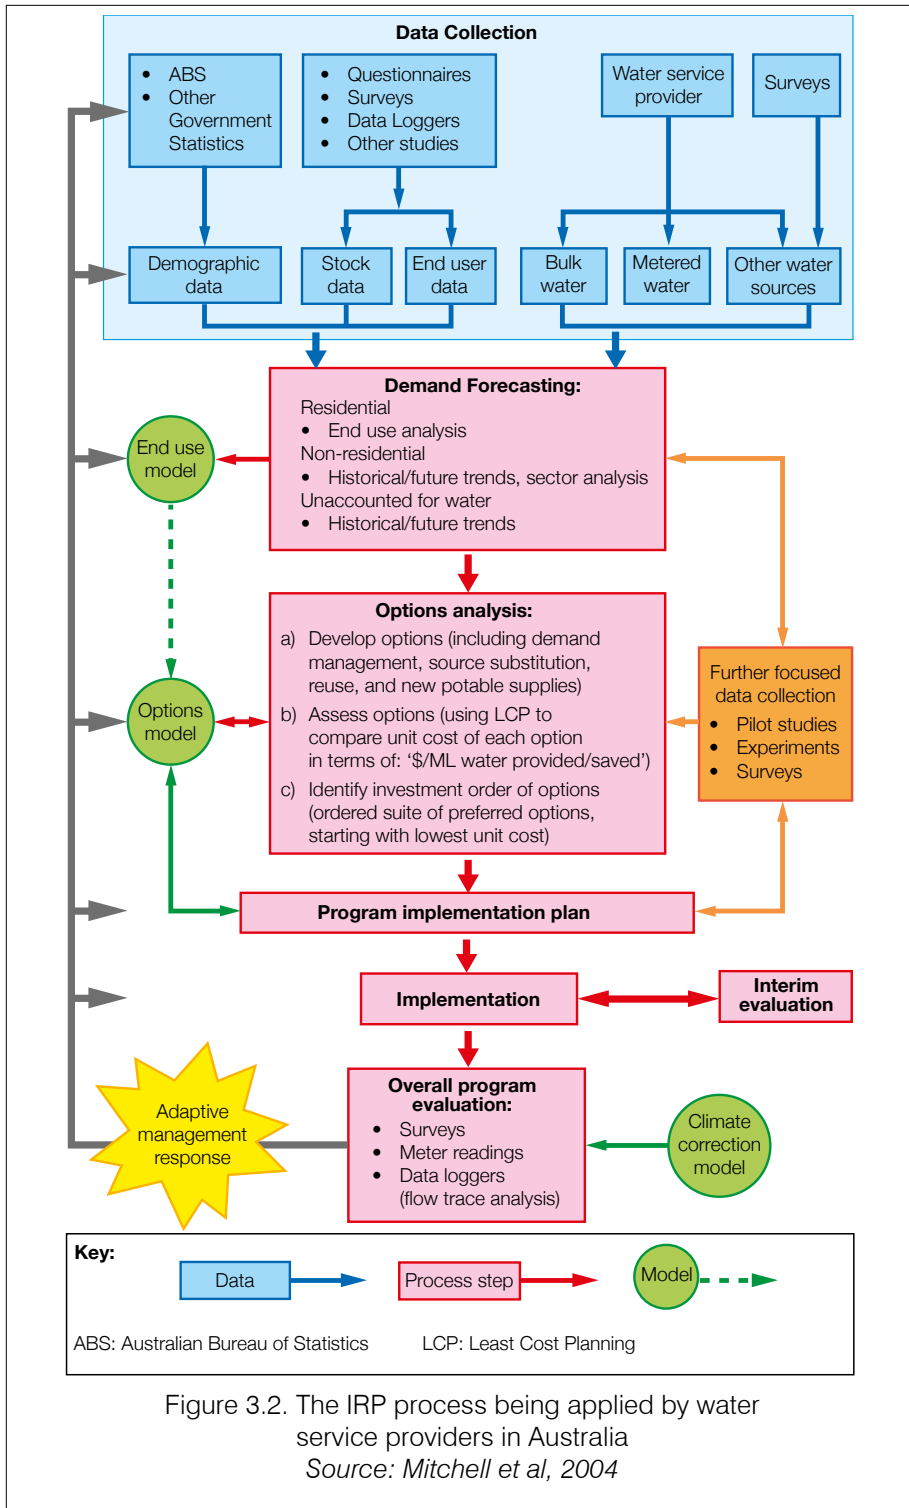 Data Collection
• ABS
• Other
Government
Statistics
• Questionnaires
• Surveys
• Data Loggers
• Other studies
Water service
provider
Surveys
Demographic
data
Stock
data
End user
data
Bulk
water
Metered
water
Other water
sources
Demand Forecasting:
Residential
• End use analysis
Non-residential
• Historical/future trends, sector analysis
Unaccounted for water
• Historical/future trends
End use
model
Options analysis:
a) Develop options (including demand
management, source substitution,
reuse, and new potable supplies)
b) Assess options (using LCP to
compare unit cost of each option
in terms of: ‘$/ML water provided/saved’)
c) Identify investment order of options
(ordered suite of preferred options,
starting with lowest unit cost)
Options
model
Further focused
data collection
• Pilot studies
• Experiments
• Surveys
Program implementation plan
Implementation
Interim
evaluation
Overall program
evaluation:
• Surveys
• Meter readings
• Data loggers
(flow trace analysis)
Adaptive
management
response
Climate
correction
model
Key:
Data
Process step
Model
ABS: Australian Bureau of Statistics
LCP: Least Cost Planning
Figure 3.2. The IRP process being applied by water
service providers in Australia
Source: Mitchell et al, 2004